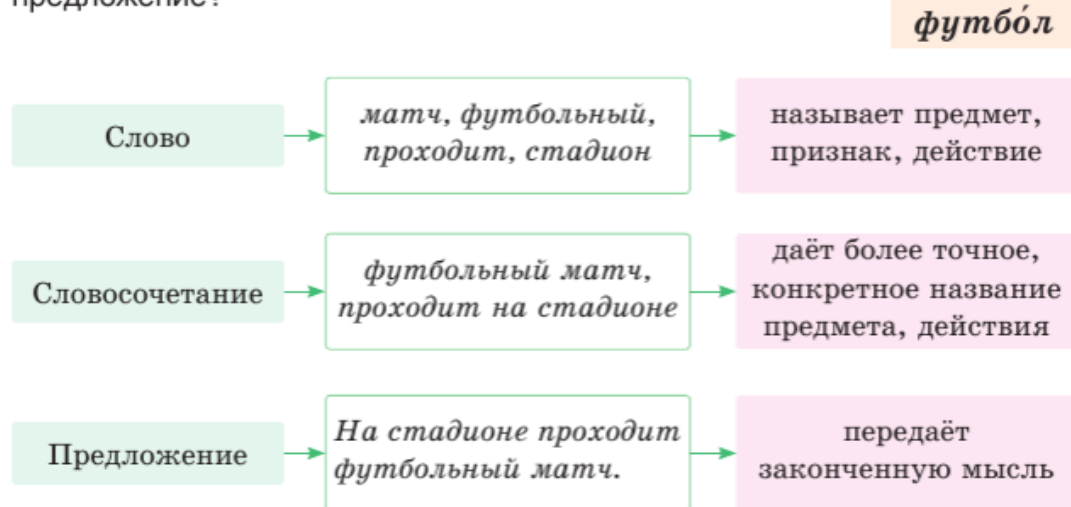 предложение?
футбо́л
Слово
матч, футбольный,
проходит, стадион
называет предмет,
признак, действие
Словосочетание
футбольный матч,
проходит на стадионе
даёт более точное,
конкретное название
предмета, действия
Предложение
На стадионе проходит
футбольный матч.
передаёт
законченную мысль